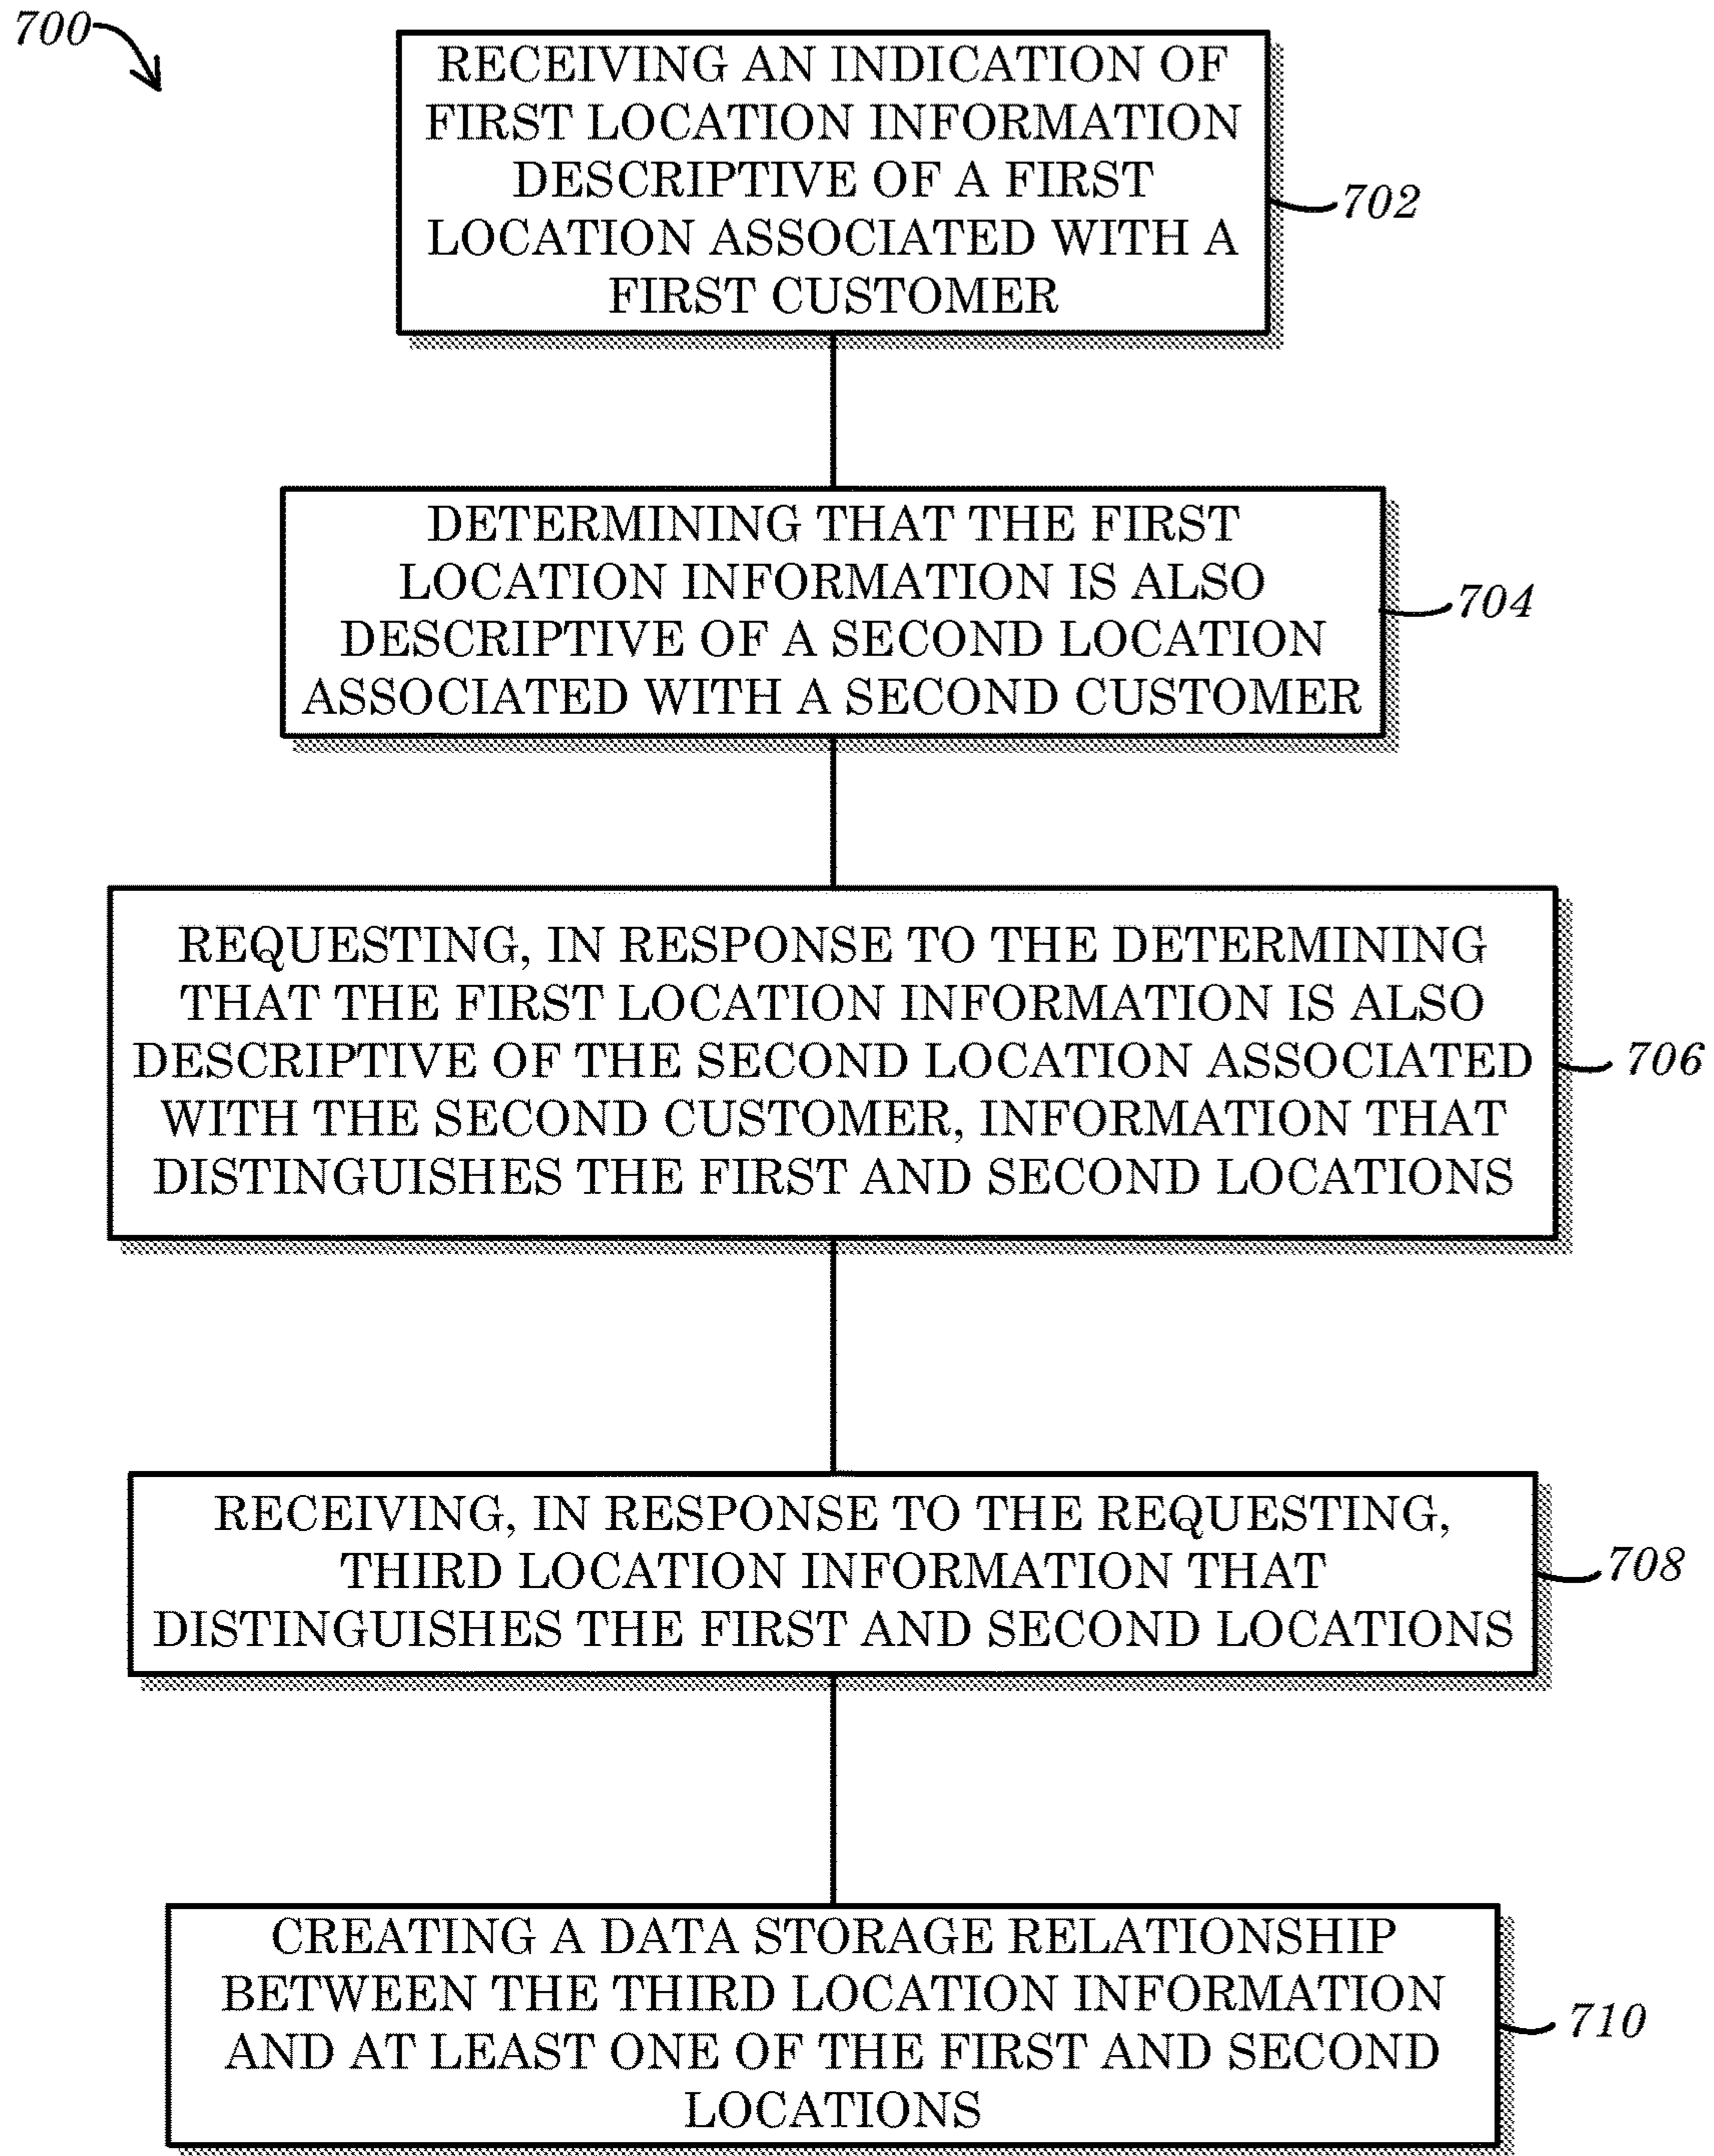 700
RECEIVING AN INDICATION OF
FIRST LOCATION INFORMATION
DESCRIPTIVE OF A FIRST
LOCATION ASSOCIATED WITH A
FIRST CUSTOMER
702
DETERMINING THAT THE FIRST
LOCATION INFORMATION IS ALSO
DESCRIPTIVE OF A SECOND LOCATION
ASSOCIATED WITH A SECOND CUSTOMER
704
REQUESTING, IN RESPONSE TO THE DETERMINING
THAT THE FIRST LOCATION INFORMATION IS ALSO
DESCRIPTIVE OF THE SECOND LOCATION ASSOCIATED
WITH THE SECOND CUSTOMER, INFORMATION THAT
DISTINGUISHES THE FIRST AND SECOND LOCATIONS
706
RECEIVING, IN RESPONSE TO THE REQUESTING,
THIRD LOCATION INFORMATION THAT
DISTINGUISHES THE FIRST AND SECOND LOCATIONS
708
CREATING A DATA STORAGE RELATIONSHIP
BETWEEN THE THIRD LOCATION INFORMATION
AND AT LEAST ONE OF THE FIRST AND SECOND
LOCATIONS
710